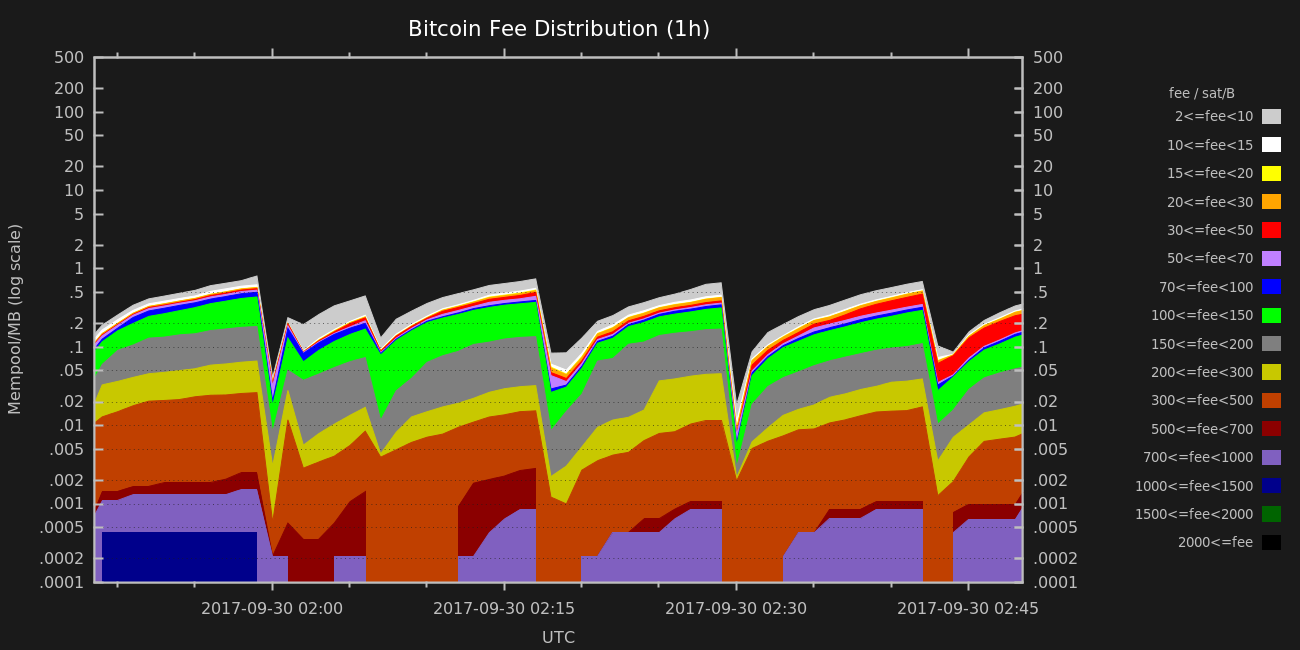 Bitcoin Fee Distribution (1h)
Mempool/MB (log scale)
500
200
100
50
20
10
5
2
1
.5
.2
.1
.05
.02
.01
.005
.002
.001
.0005
.0002
.0001
500
200
100
50
20
10
5
2
1
.5
.2
.1
.05
.02
.01
.005
.002
.001
.0005
.0002
.0001
fee / sat/B
2<=fee<10
10<=fee<15
15<=fee<20
20<=fee<30
30<=fee<50
50<=fee<70
70<=fee<100
100<=fee<150
150<=fee<200
200<=fee<300
300<=fee<500
500<=fee<700
700<=fee<1000
1000<=fee<1500
1500<=fee<2000
2000<=fee
2017-09-30 02:00
2017-09-30 02:15
2017-09-30 02:30
2017-09-30 02:45
UTC